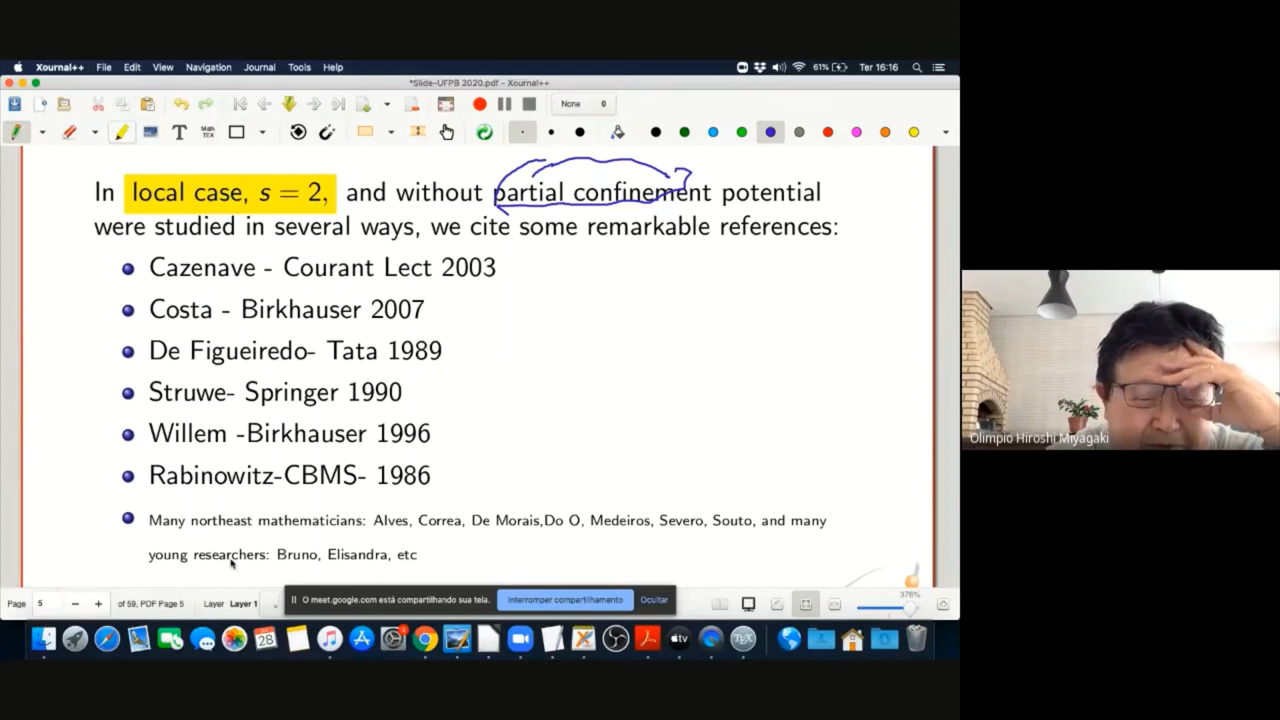 Xournal++ File Edit View Navigation Journal Tools Help 61% Ter 16:16
*Slide-UFPB 2020.pdf - Xournal++
None 0
T Math TEX
In local case, s = 2, and without partial confinement potential
were studied in several ways, we cite some remarkable references:
Cazenave - Courant Lect 2003
Costa - Birkhauser 2007
De Figueiredo- Tata 1989
Struwe- Springer 1990
Willem -Birkhauser 1996
Rabinowitz-CBMS- 1986
Many northeast mathematicians: Alves, Correa, De Morais,Do O, Medeiros, Severo, Souto, and many
young researchers: Bruno, Elisandra, etc
Olimpio Hiroshi Miyagaki
Page 5 of 59, PDF Page 5 Layer Layer 1 O meet.google.com está compartilhando sua tela. Interromper compartilhamento Ocultar 376%
28 tv TEX